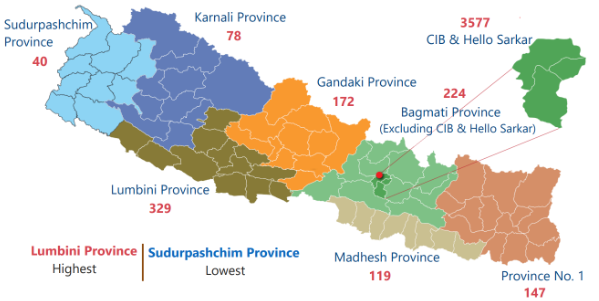 3577
CIB & Hello Sarkar
Karnali Province
78
Sudurpashchim
Province
40
Gandaki Province
172
224
Bagmati Province
(Excluding CIB & Hello Sarkar)
Lumbini Province
329
Lumbini Province
Highest
Sudurpashchim Province
Lowest
Madhesh Province
119
Province No. 1
147